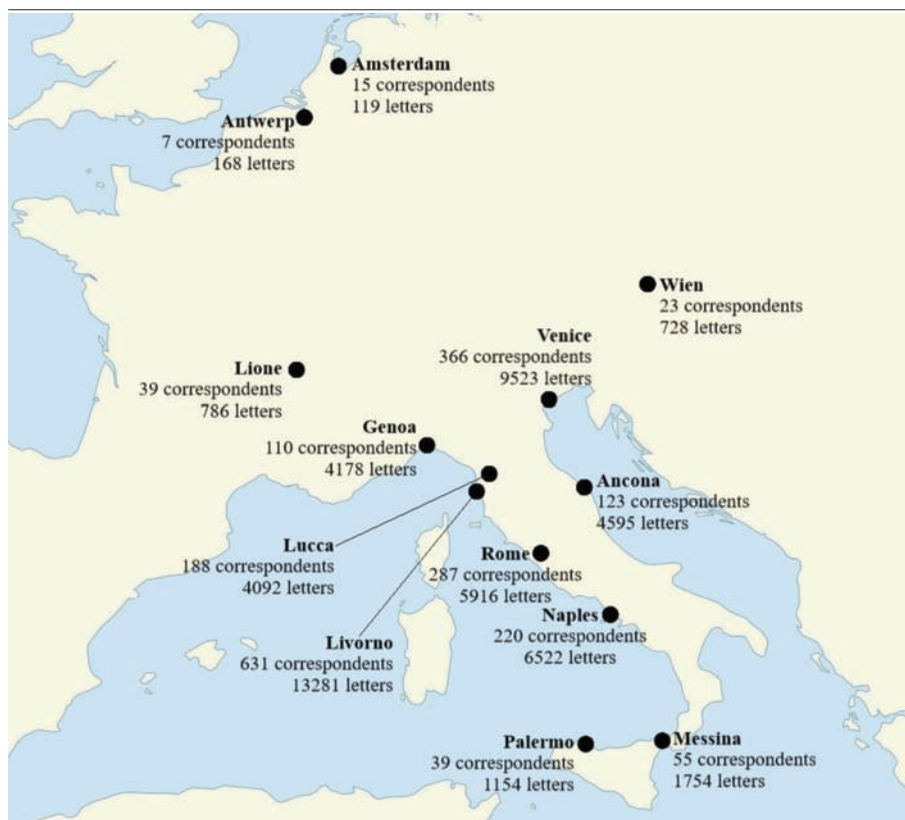 Amsterdam
15 correspondents
119 letters
Antwerp
7 correspondents
168 letters
Wien
23 correspondents
728 letters
Venice
366 correspondents
9523 letters
Lione
39 correspondents
786 letters
Genoa
110 correspondents
4178 letters
Ancona
123 correspondents
4595 letters
Lucca
188 correspondents
4092 letters
Rome
287 correspondents
5916 letters
Naples
220 correspondents
6522 letters
Livorno
631 correspondents
13281 letters
Palermo
39 correspondents
1154 letters
Messina
55 correspondents
1754 letters